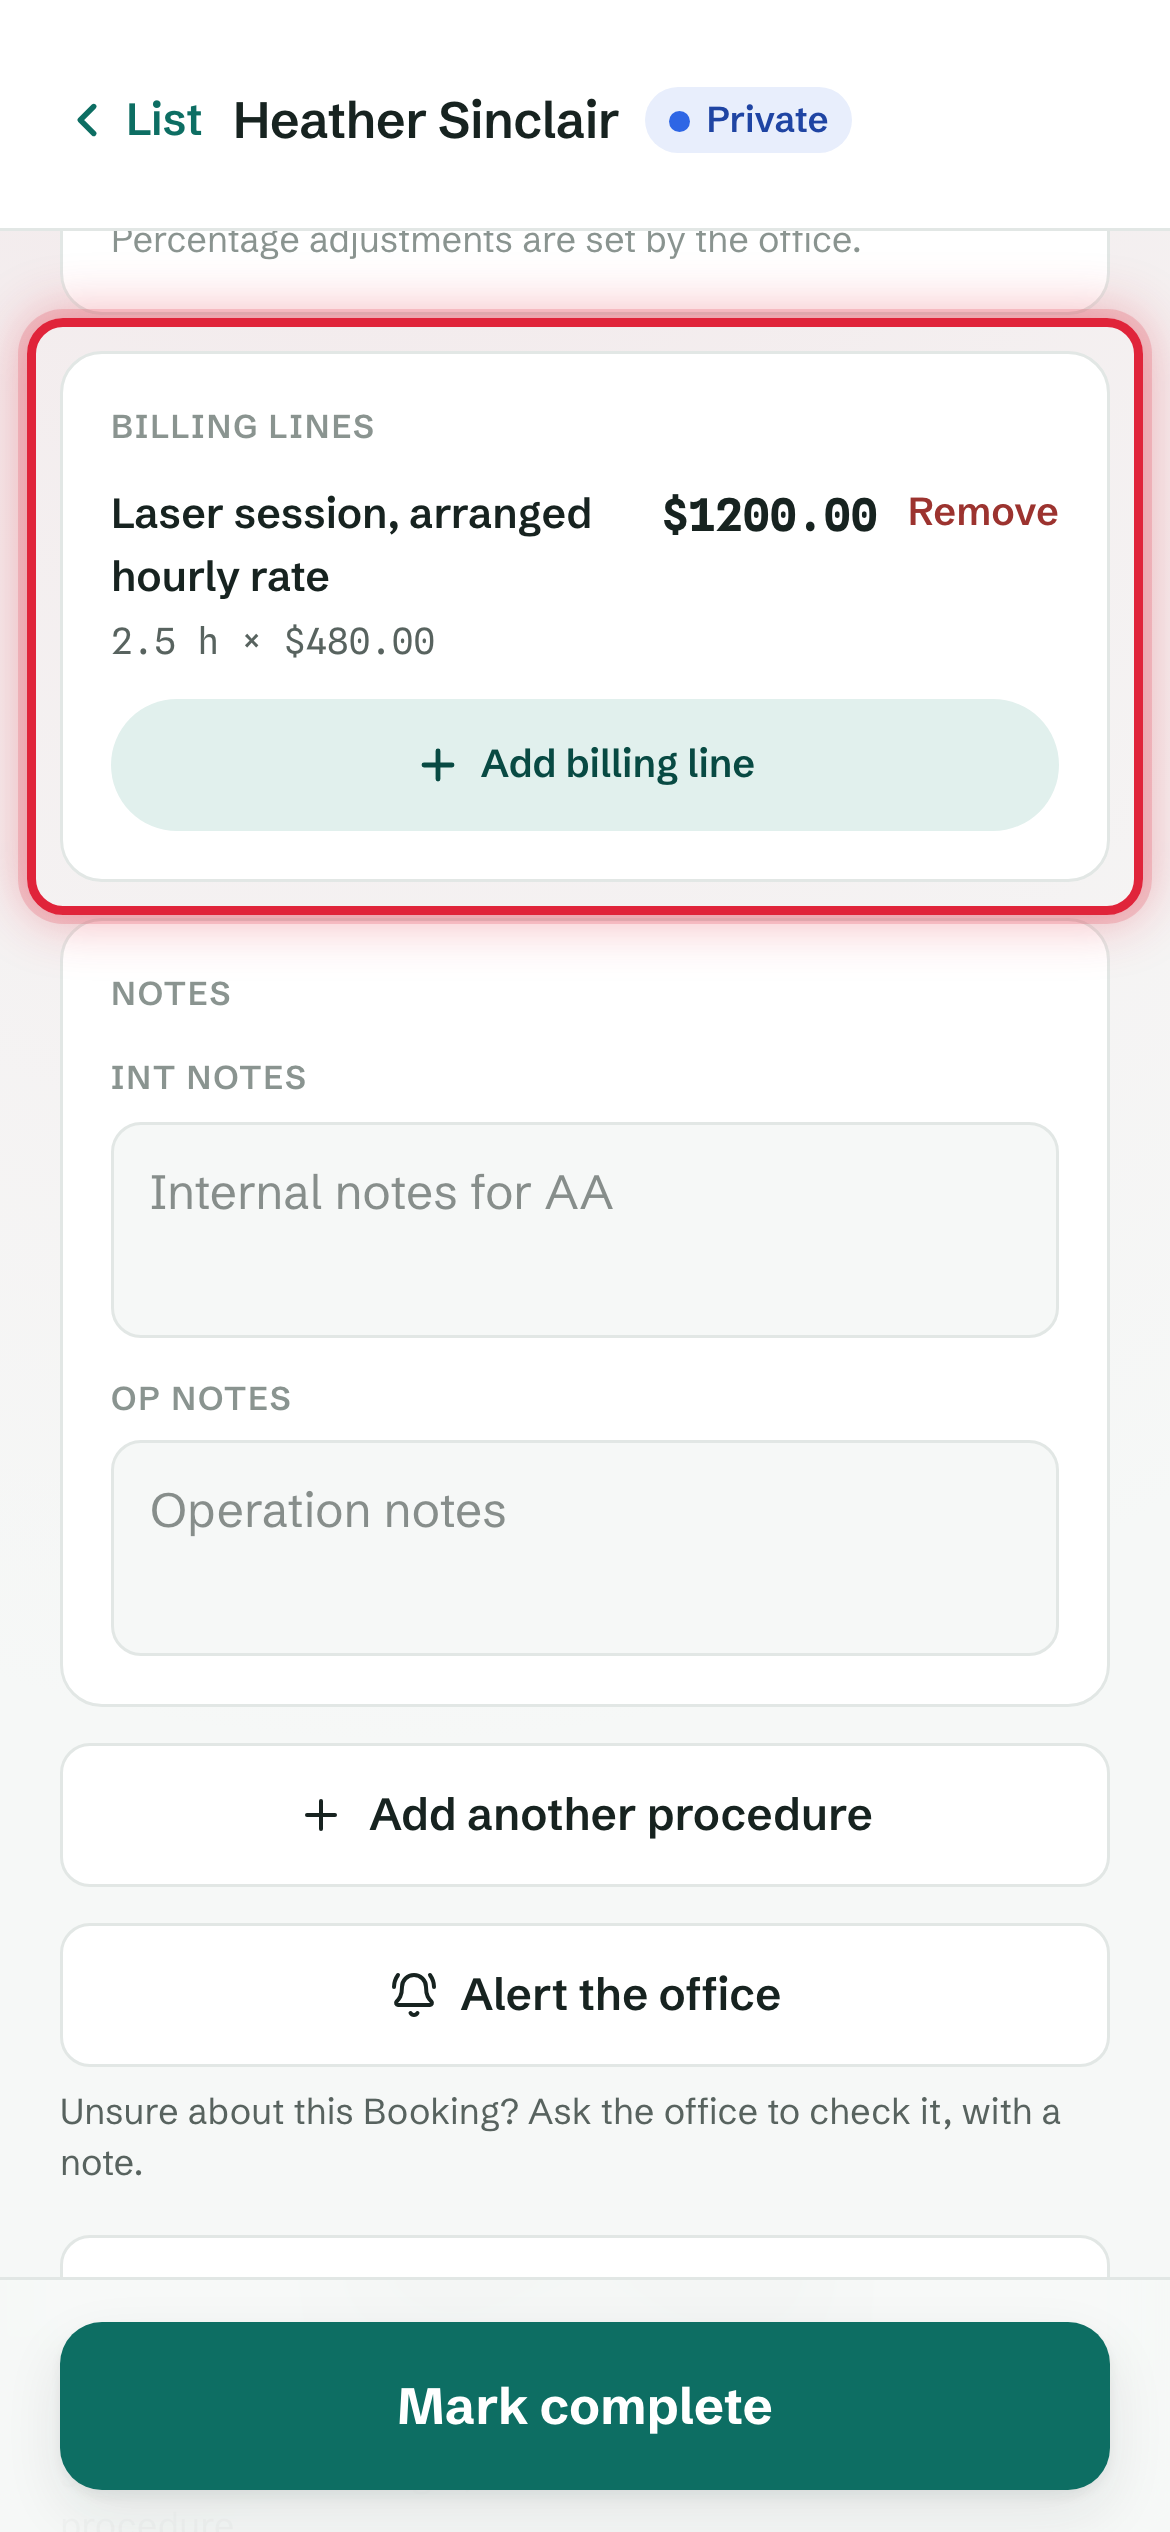 List Heather Sinclair Private
Percentage adjustments are set by the office.
BILLING LINES
Laser session, arranged $1200.00 Remove
hourly rate
2.5 h × $480.00
+ Add billing line
NOTES
INT NOTES
Internal notes for AA
OP NOTES
Operation notes
+ Add another procedure
Alert the office
Unsure about this Booking? Ask the office to check it, with a
note.
Mark complete
procedure